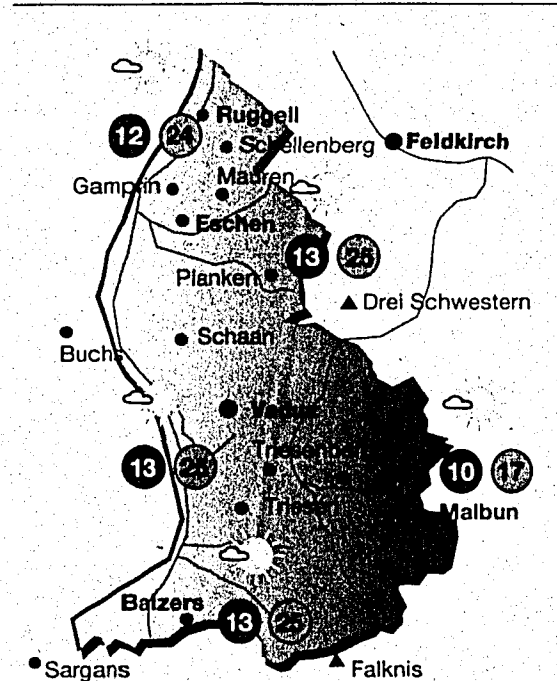 Ruggell
12 24
Schellenberg
Feldkirch
Mauren
Gamprin
Eschen
13 25
Planken
Drei Schwestern
Schaan
Buchs
Vaduz
Triesenberg
13
10 17
Malbun
Triesen
Balzers
13 25
Sargans
Falknis